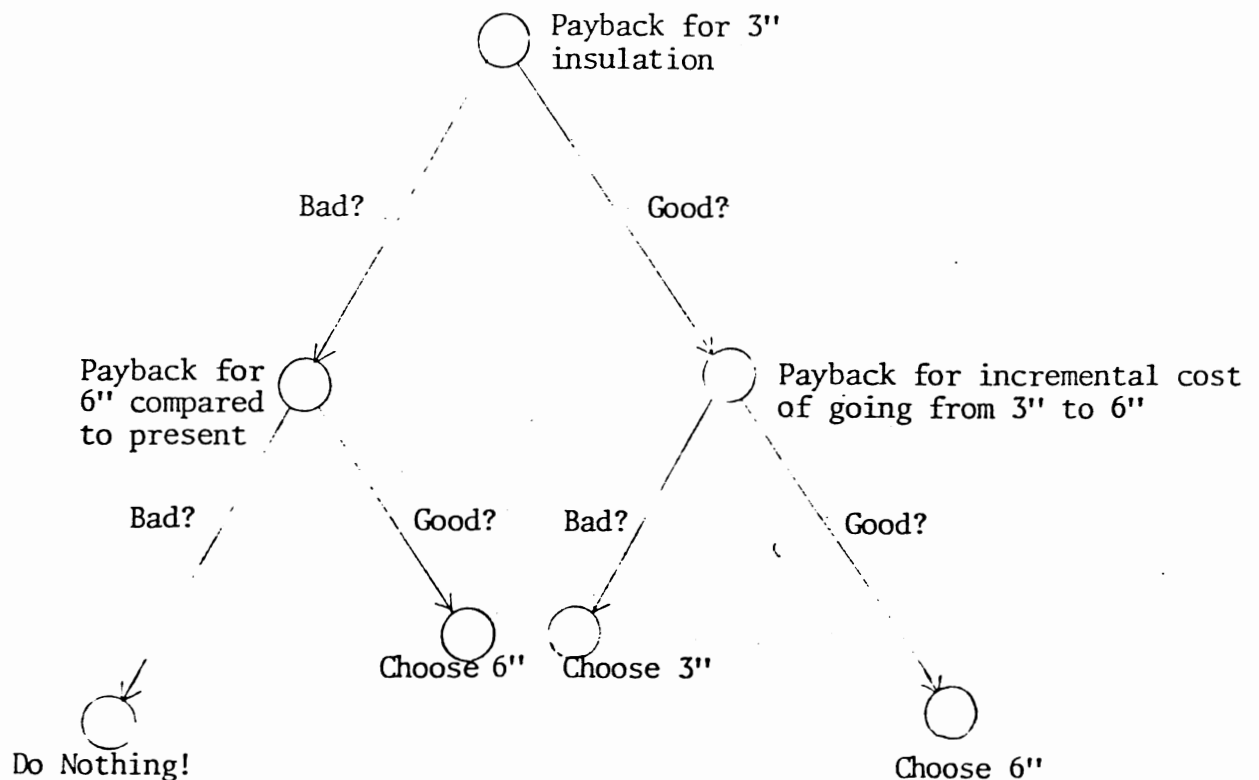 Payback for 3"
insulation
Bad?
Good?
Payback for
6" compared
to present
Payback for incremental cost
of going from 3" to 6"
Bad?
Good?
Bad?
Good?
Choose 6"
Choose 3"
Do Nothing!
Choose 6"